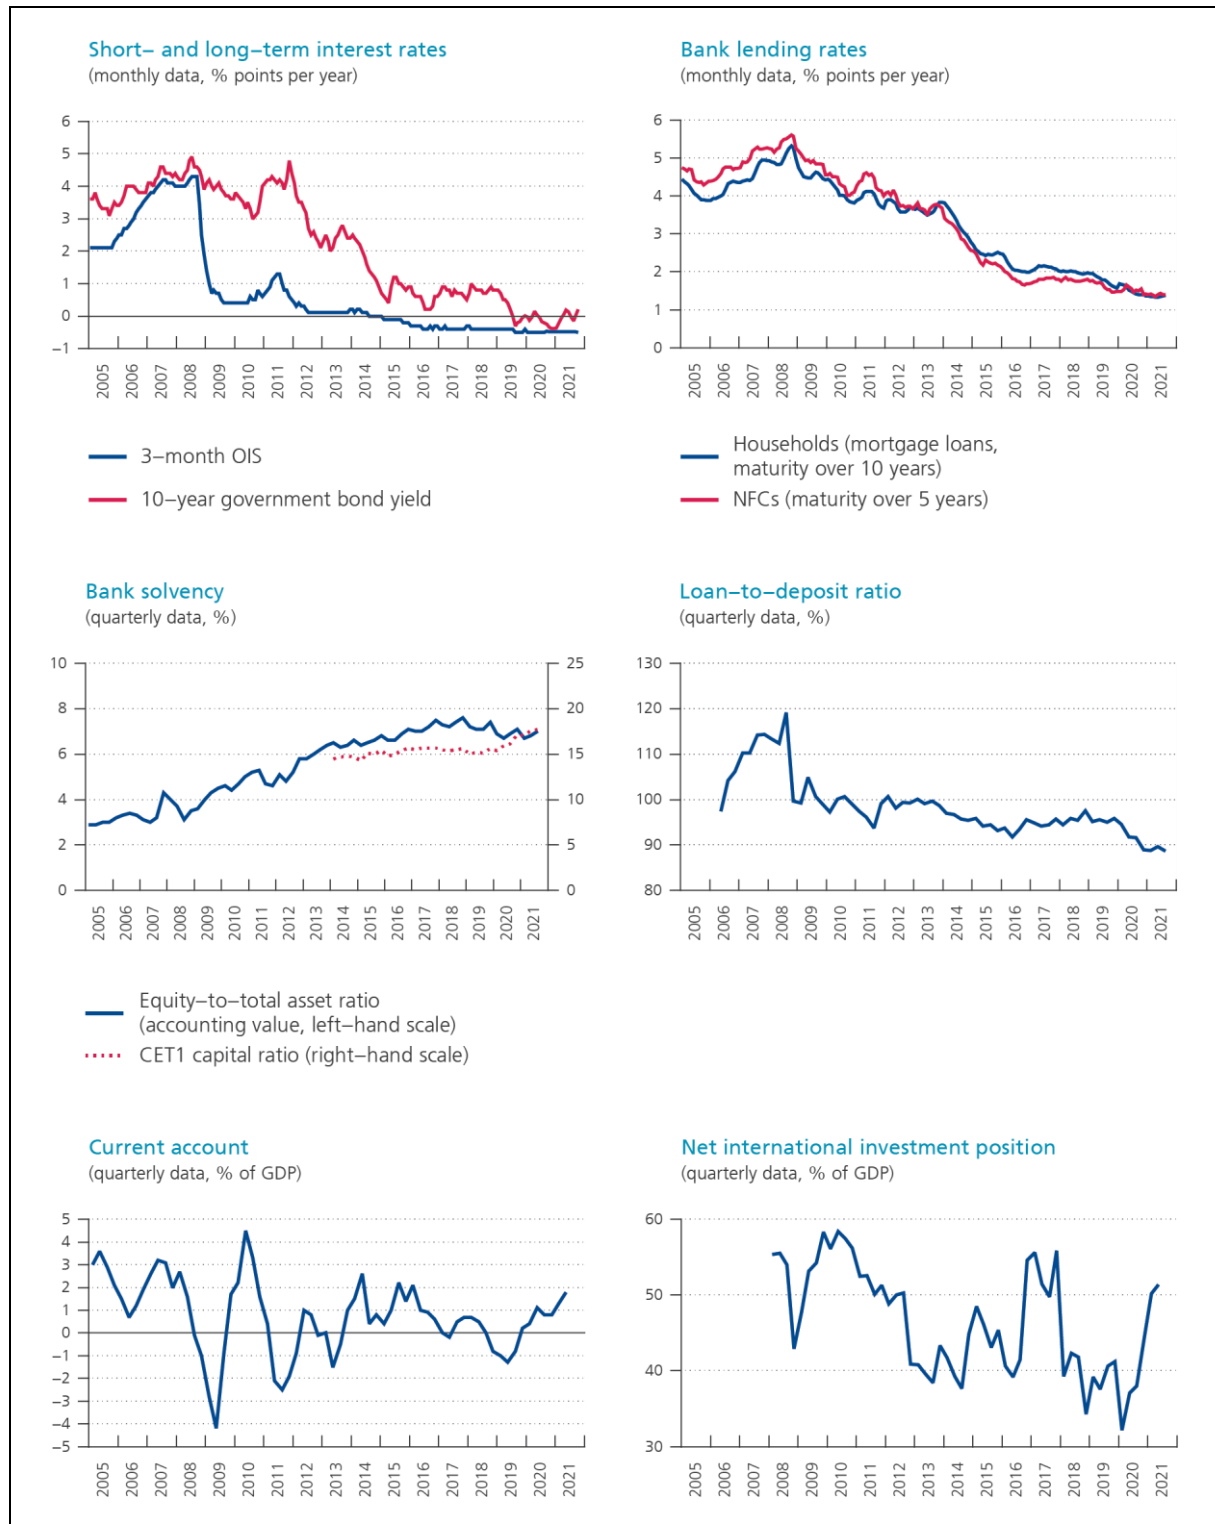 Short– and long–term interest rates
(monthly data, % points per year)
6
5
4
3
2
1
0
–1
2005 2006 2007 2008 2009 2010 2011 2012 2013 2014 2015 2016 2017 2018 2019 2020 2021
3–month OIS
10–year government bond yield
Bank lending rates
(monthly data, % points per year)
6
5
4
3
2
1
0
2005 2006 2007 2008 2009 2010 2011 2012 2013 2014 2015 2016 2017 2018 2019 2020 2021
Households (mortgage loans,
maturity over 10 years)
NFCs (maturity over 5 years)
Bank solvency
(quarterly data, %)
10 25
8 20
6 15
4 10
2 5
0 0
2005 2006 2007 2008 2009 2010 2011 2012 2013 2014 2015 2016 2017 2018 2019 2020 2021
Equity–to–total asset ratio
(accounting value, left–hand scale)
CET1 capital ratio (right–hand scale)
Loan–to–deposit ratio
(quarterly data, %)
130
120
110
100
90
80
2005 2006 2007 2008 2009 2010 2011 2012 2013 2014 2015 2016 2017 2018 2019 2020 2021
Current account
(quarterly data, % of GDP)
5
4
3
2
1
0
–1
–2
–3
–4
–5
2005 2006 2007 2008 2009 2010 2011 2012 2013 2014 2015 2016 2017 2018 2019 2020 2021
Net international investment position
(quarterly data, % of GDP)
60
50
40
30
2005 2006 2007 2008 2009 2010 2011 2012 2013 2014 2015 2016 2017 2018 2019 2020 2021